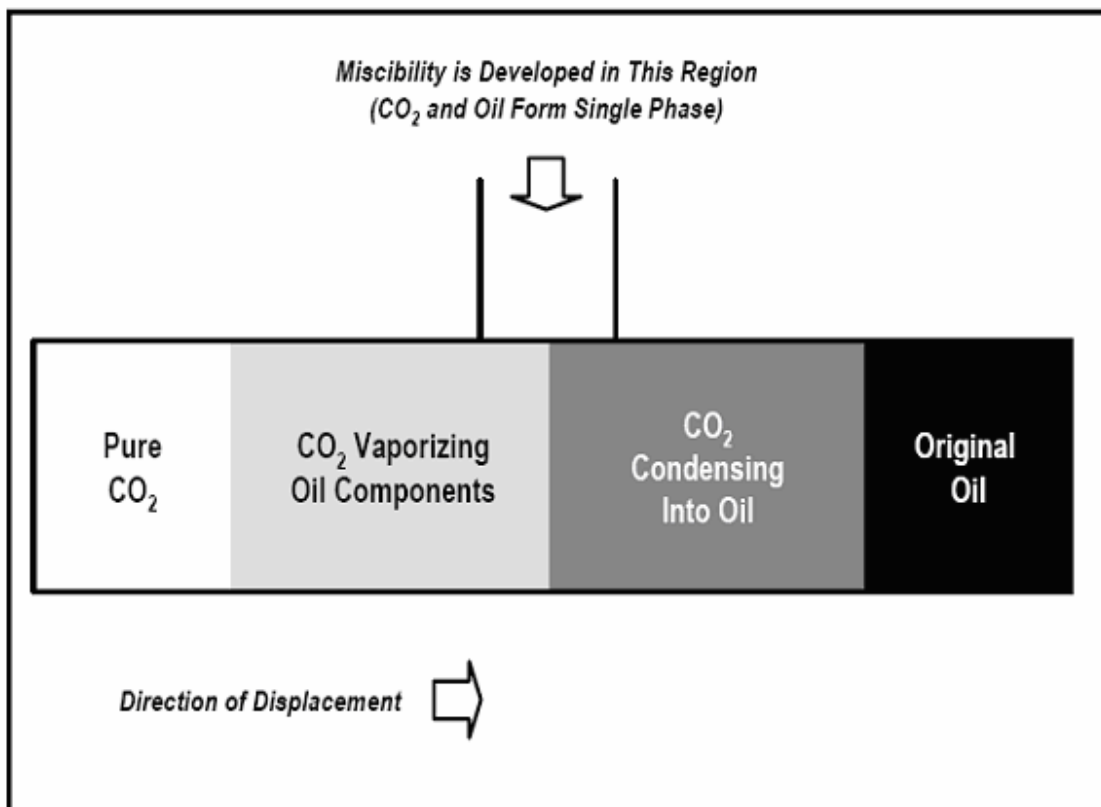 Miscibility is Developed in This Region
(CO₂ and Oil Form Single Phase)
Pure
CO₂
CO₂ Vaporizing
Oil Components
CO₂
Condensing
Into Oil
Original
Oil
Direction of Displacement